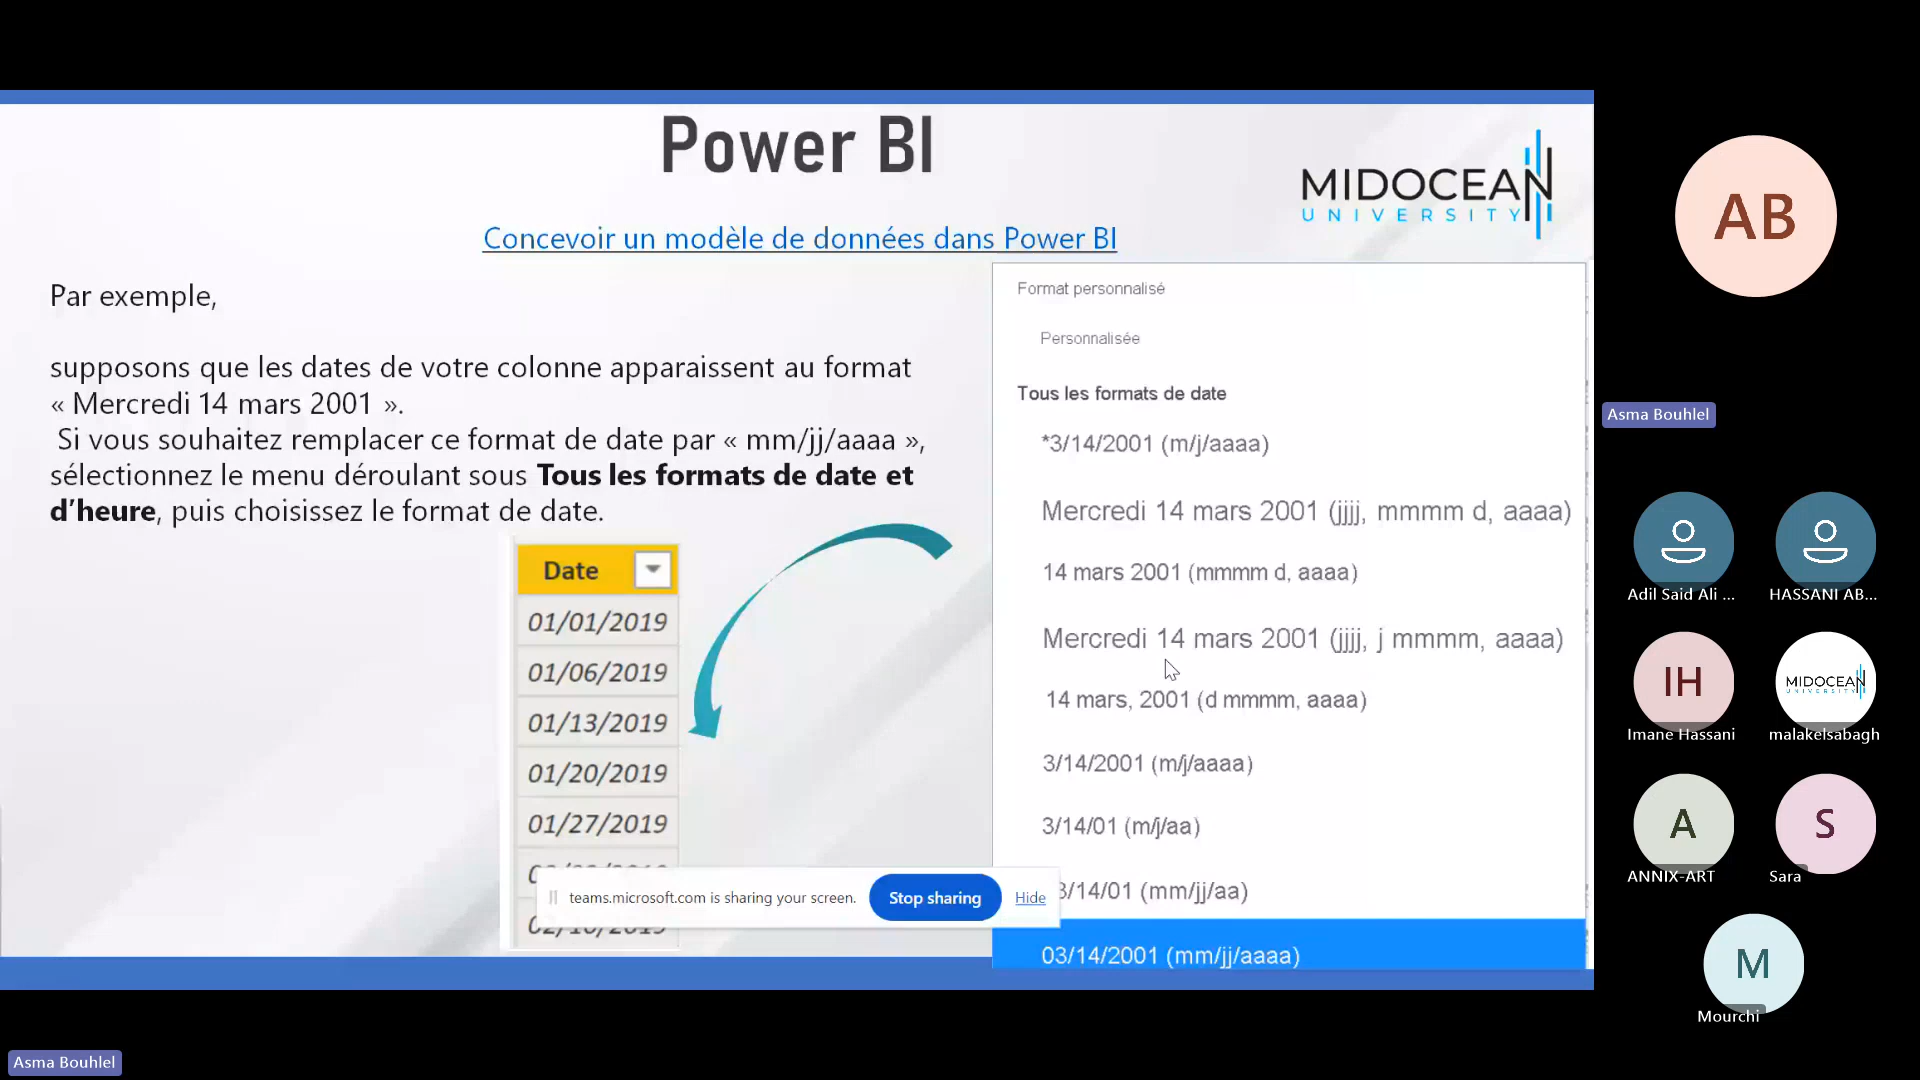 Power BI
MIDOCEAN
UNIVERSITY
Concevoir un modèle de données dans Power BI
Par exemple,
supposons que les dates de votre colonne apparaissent au format
« Mercredi 14 mars 2001 ».
Si vous souhaitez remplacer ce format de date par « mm/jj/aaaa »,
sélectionnez le menu déroulant sous Tous les formats de date et
d’heure, puis choisissez le format de date.
Date
01/01/2019
01/06/2019
01/13/2019
01/20/2019
01/27/2019
Format personnalisé
Personnalisée
Tous les formats de date
*3/14/2001 (m/j/aaaa)
Mercredi 14 mars 2001 (jjjj, mmmm d, aaaa)
14 mars 2001 (mmmm d, aaaa)
Mercredi 14 mars 2001 (jjjj, j mmmm, aaaa)
14 mars, 2001 (d mmmm, aaaa)
3/14/2001 (m/j/aaaa)
3/14/01 (m/j/aa)
3/14/01 (mm/jj/aa)
03/14/2001 (mm/jj/aaaa)
teams.microsoft.com is sharing your screen.
Stop sharing
Hide
AB
Asma Bouhlel
Adil Said Ali ...
HASSANI AB...
IH
Imane Hassani
MIDOCEAN
UNIVERSITY
malakelsabagh
A
ANNIX-ART
S
Sara
M
Mourchi
Asma Bouhlel